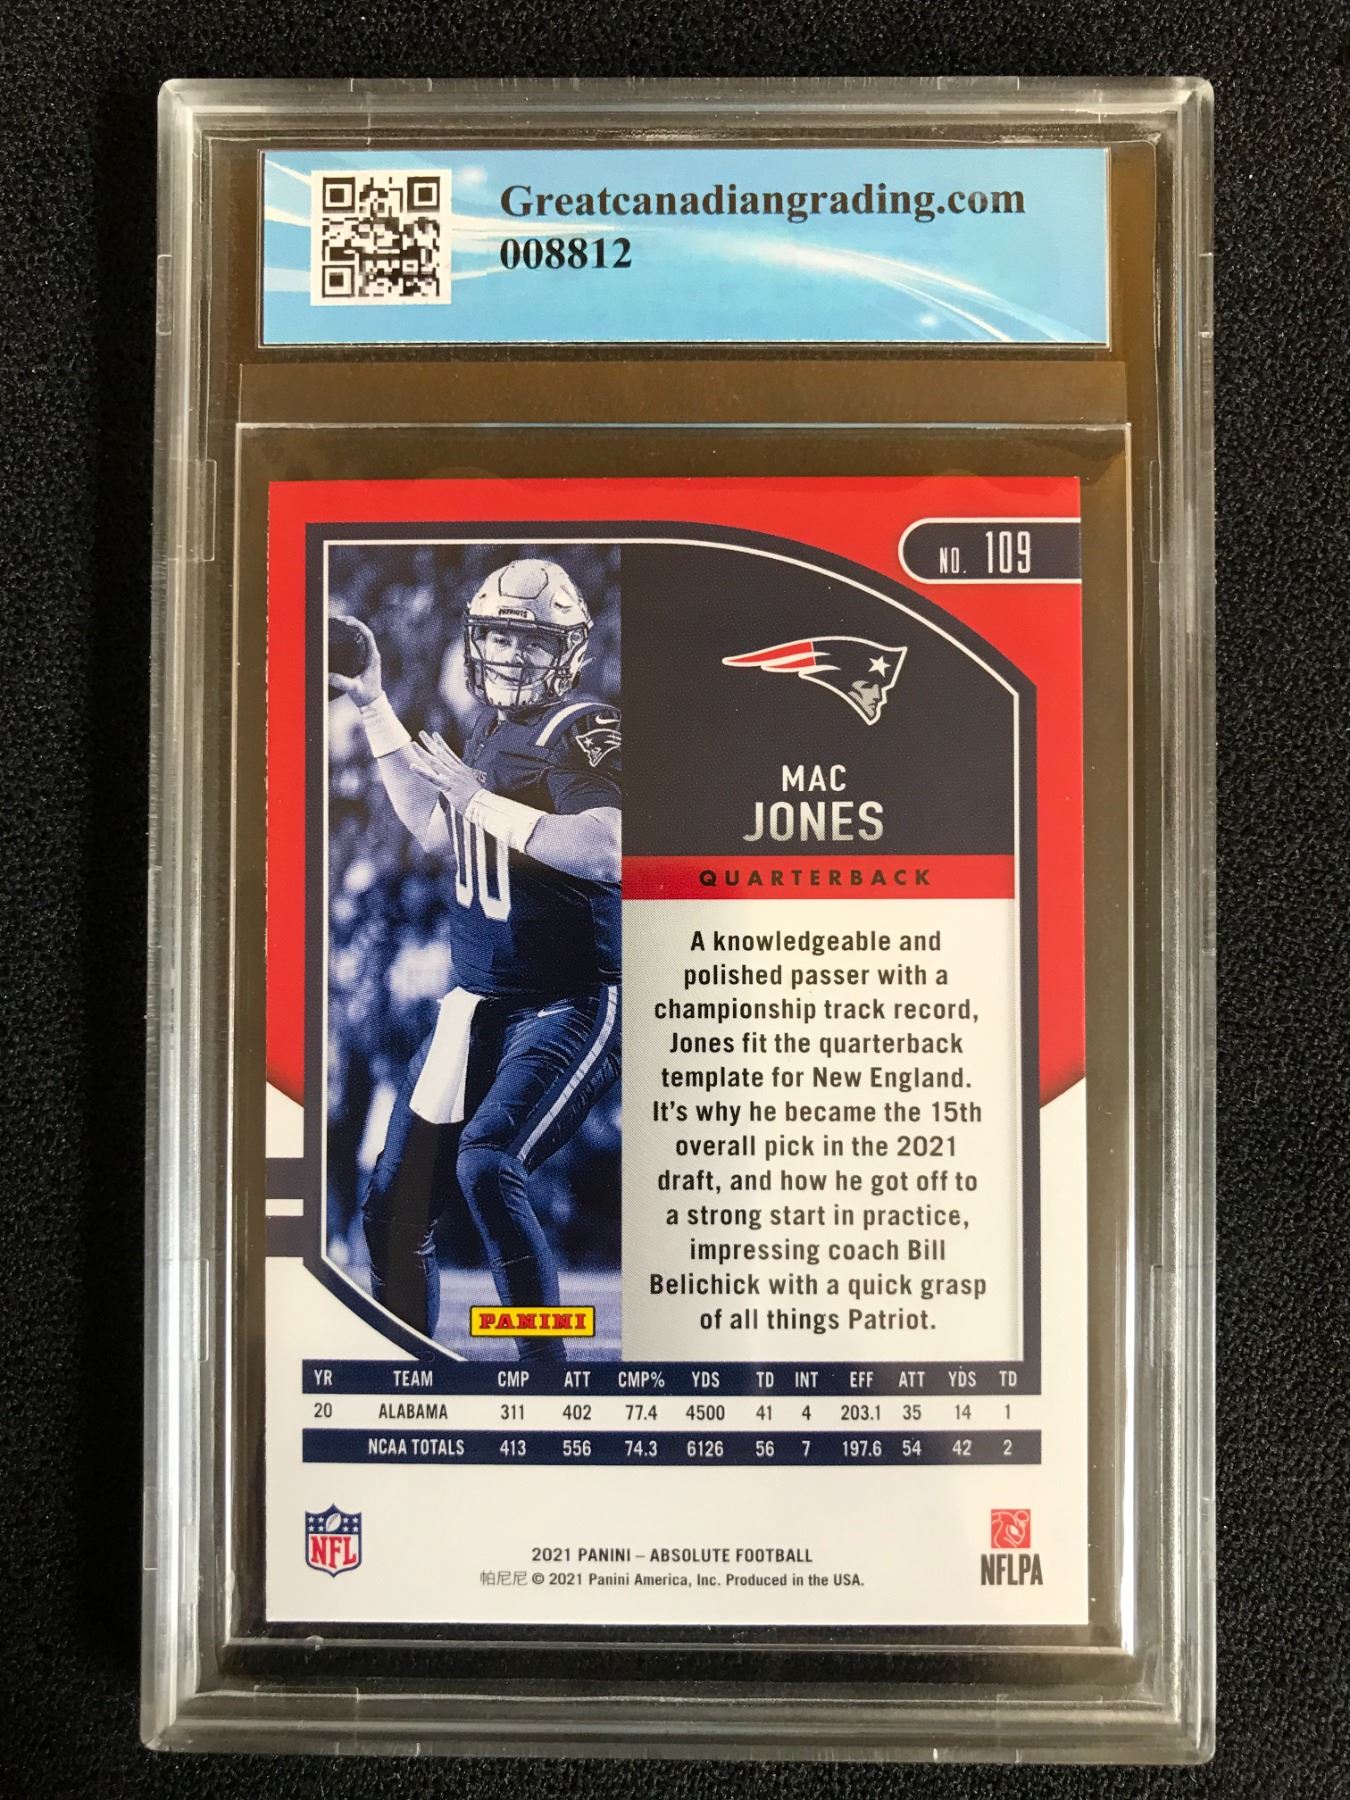 Greatcanadiangrading.com
008812
NO. 109
PATRIOTS
MAC
JONES
QUARTERBACK
A knowledgeable and
polished passer with a
championship track record,
Jones fit the quarterback
template for New England.
It's why he became the 15th
overall pick in the 2021
draft, and how he got off to
a strong start in practice,
impressing coach Bill
Belichick with a quick grasp
of all things Patriot.
PANINI
YR TEAM CMP ATT CMP% YDS TD INT EFF ATT YDS TD
20 ALABAMA 311 402 77.4 4500 41 4 203.1 35 14 1
NCAA TOTALS 413 556 74.3 6126 56 7 197.6 54 42 2
NFL
2021 PANINI – ABSOLUTE FOOTBALL
帕尼尼 © 2021 Panini America, Inc. Produced in the USA.
NFLPA